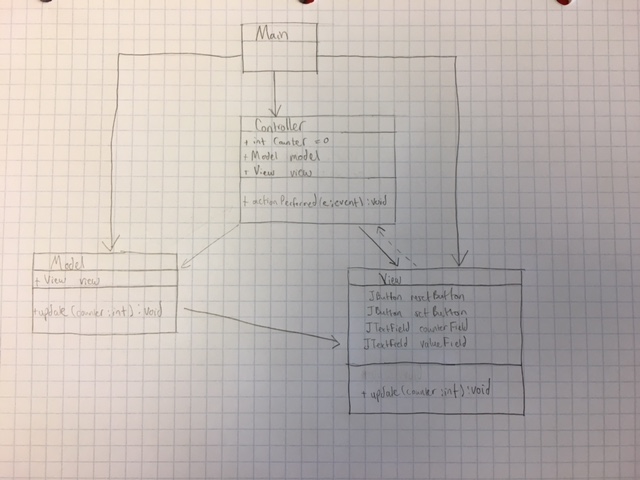 Main
Controller
+ int counter = 0
+ Model model
+ View view
+ actionPerformed(e:event):void
Model
+ View view
+ update(counter:int):void
View
JButton resetButton
JButton setButton
JTextField counterField
JTextField valueField
+ update(counter:int):void